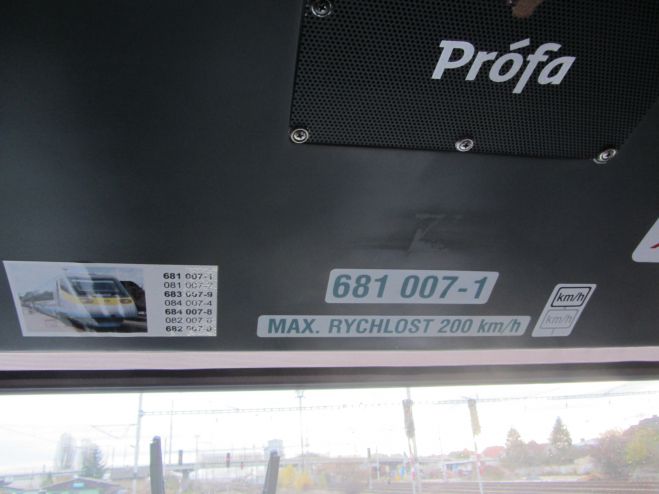 Prófa
681 007-1
MAX. RYCHLOST 200 km/h
km/h
km/h
681 007-1
081 007-2
683 007-9
084 007-4
684 007-8